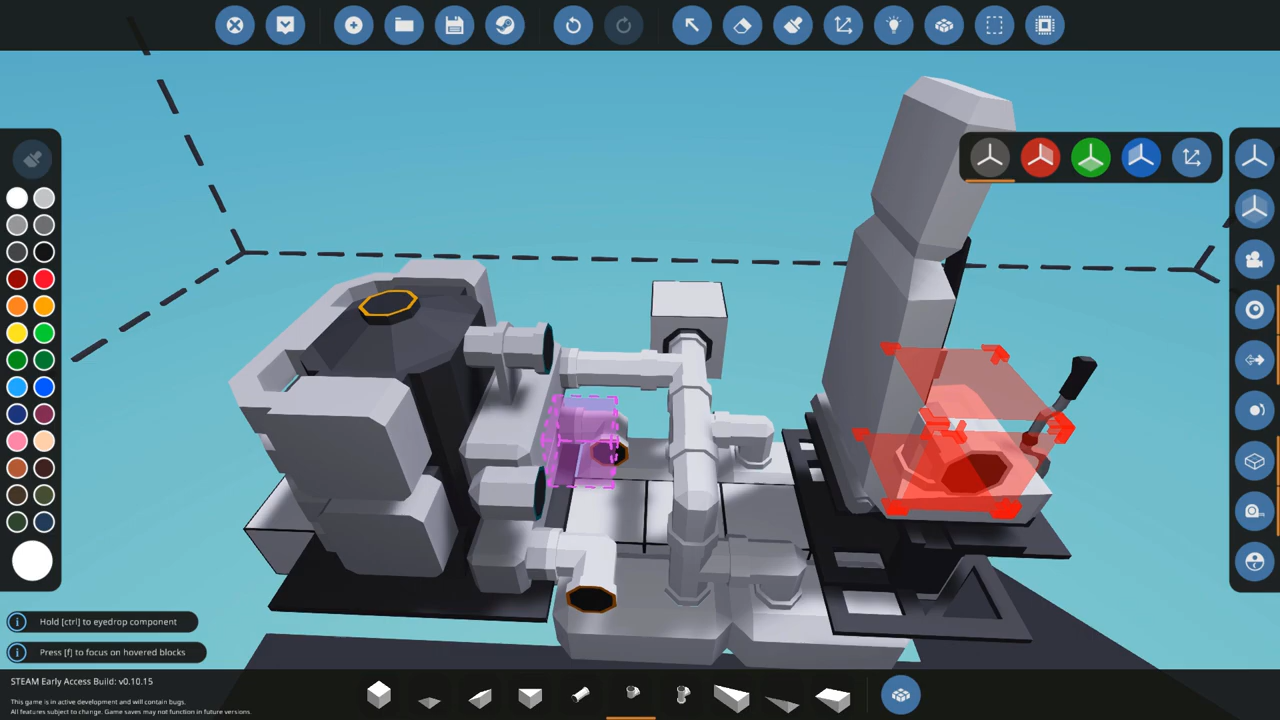 Hold [ctrl] to eyedrop component
Press [f] to focus on hovered blocks
STEAM Early Access Build: v0.10.15
This game is in active development and will contain bugs.
All features subject to change. Game saves may not function in future versions.